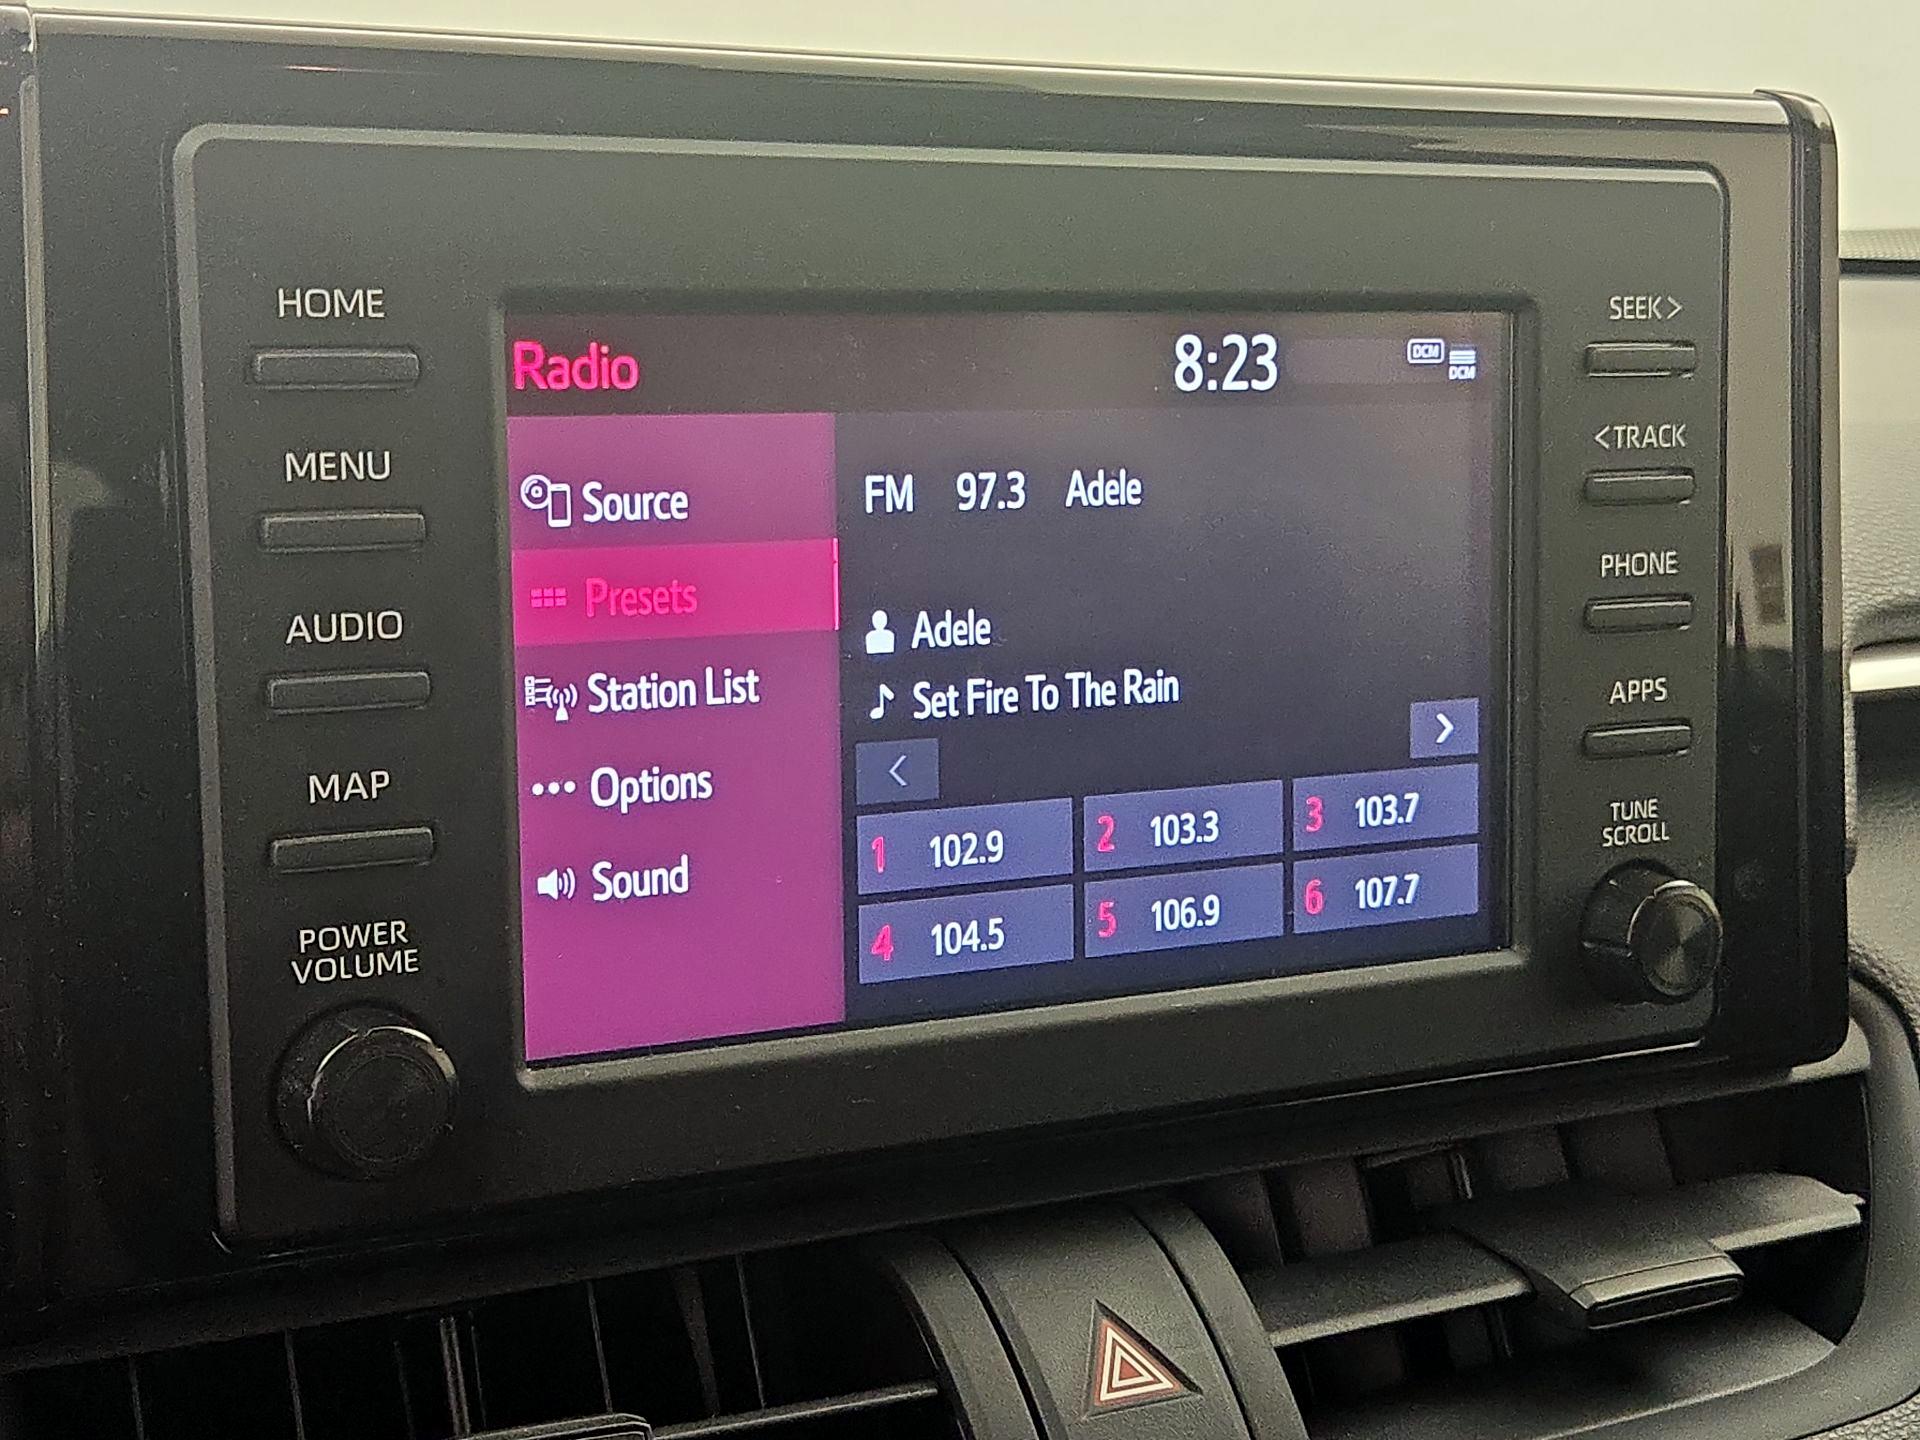 HOME
MENU
AUDIO
MAP
POWER
VOLUME
Radio
8:23
DCM
DCM
Source
Presets
Station List
Options
Sound
FM 97.3 Adele
Adele
Set Fire To The Rain
<
>
1 102.9
2 103.3
3 103.7
4 104.5
5 106.9
6 107.7
SEEK >
< TRACK
PHONE
APPS
TUNE
SCROLL